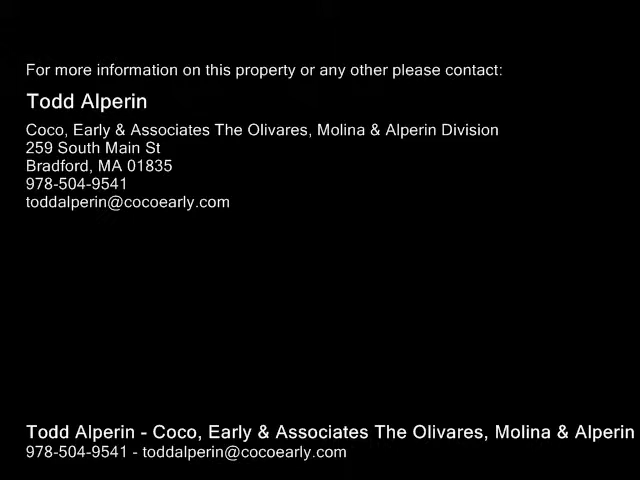 For more information on this property or any other please contact:
Todd Alperin
Coco, Early & Associates The Olivares, Molina & Alperin Division
259 South Main St
Bradford, MA 01835
978-504-9541
toddalperin@cocoearly.com
Todd Alperin - Coco, Early & Associates The Olivares, Molina & Alperin
978-504-9541 - toddalperin@cocoearly.com